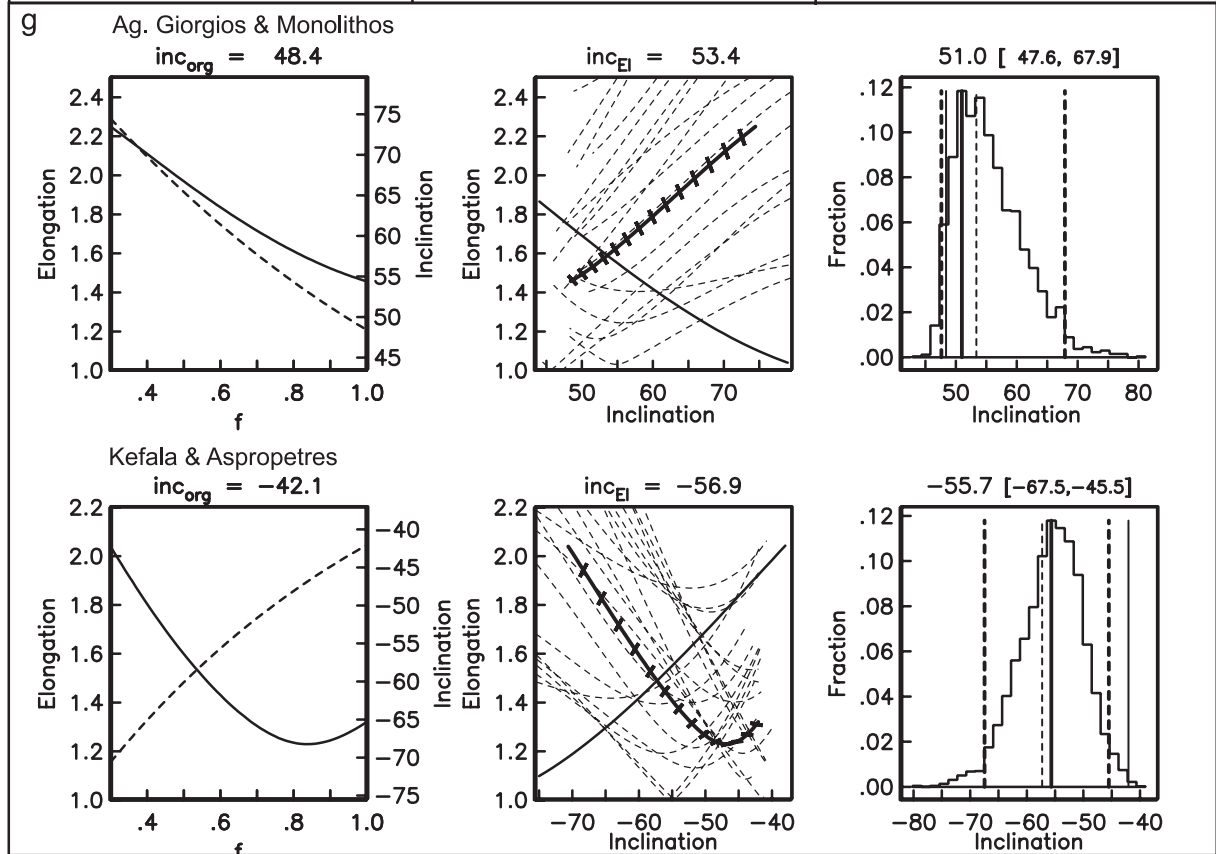 g
Ag. Giorgios & Monolithos
inc_org = 48.4
Elongation
2.4
2.2
2.0
1.8
1.6
1.4
1.2
1.0
75
70
65
60
55
50
45
Inclination
.4 .6 .8 1.0
f
inc_EI = 53.4
Elongation
2.4
2.2
2.0
1.8
1.6
1.4
1.2
1.0
50 60 70
Inclination
51.0 [ 47.6, 67.9]
Fraction
.12
.10
.08
.06
.04
.02
.00
50 60 70 80
Inclination
Kefala & Aspropetres
inc_org = -42.1
Elongation
2.2
2.0
1.8
1.6
1.4
1.2
1.0
-40
-45
-50
-55
-60
-65
-70
-75
Inclination
.4 .6 .8 1.0
f
inc_EI = -56.9
Elongation
2.2
2.0
1.8
1.6
1.4
1.2
1.0
-70 -60 -50 -40
Inclination
-55.7 [-67.5,-45.5]
Fraction
.12
.10
.08
.06
.04
.02
.00
-80 -70 -60 -50 -40
Inclination